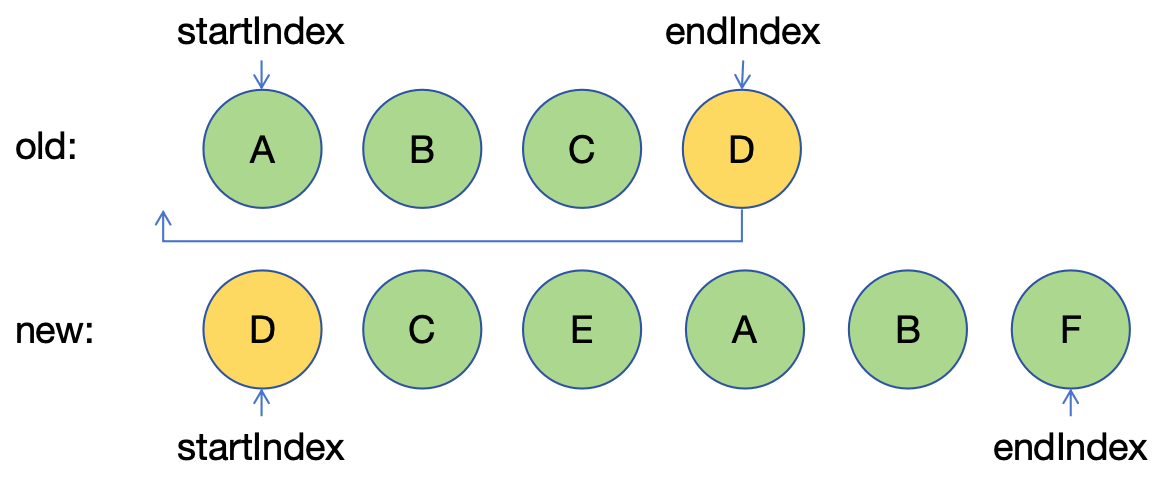 startIndex endIndex
old: A B C D
new: D C E A B F
startIndex endIndex